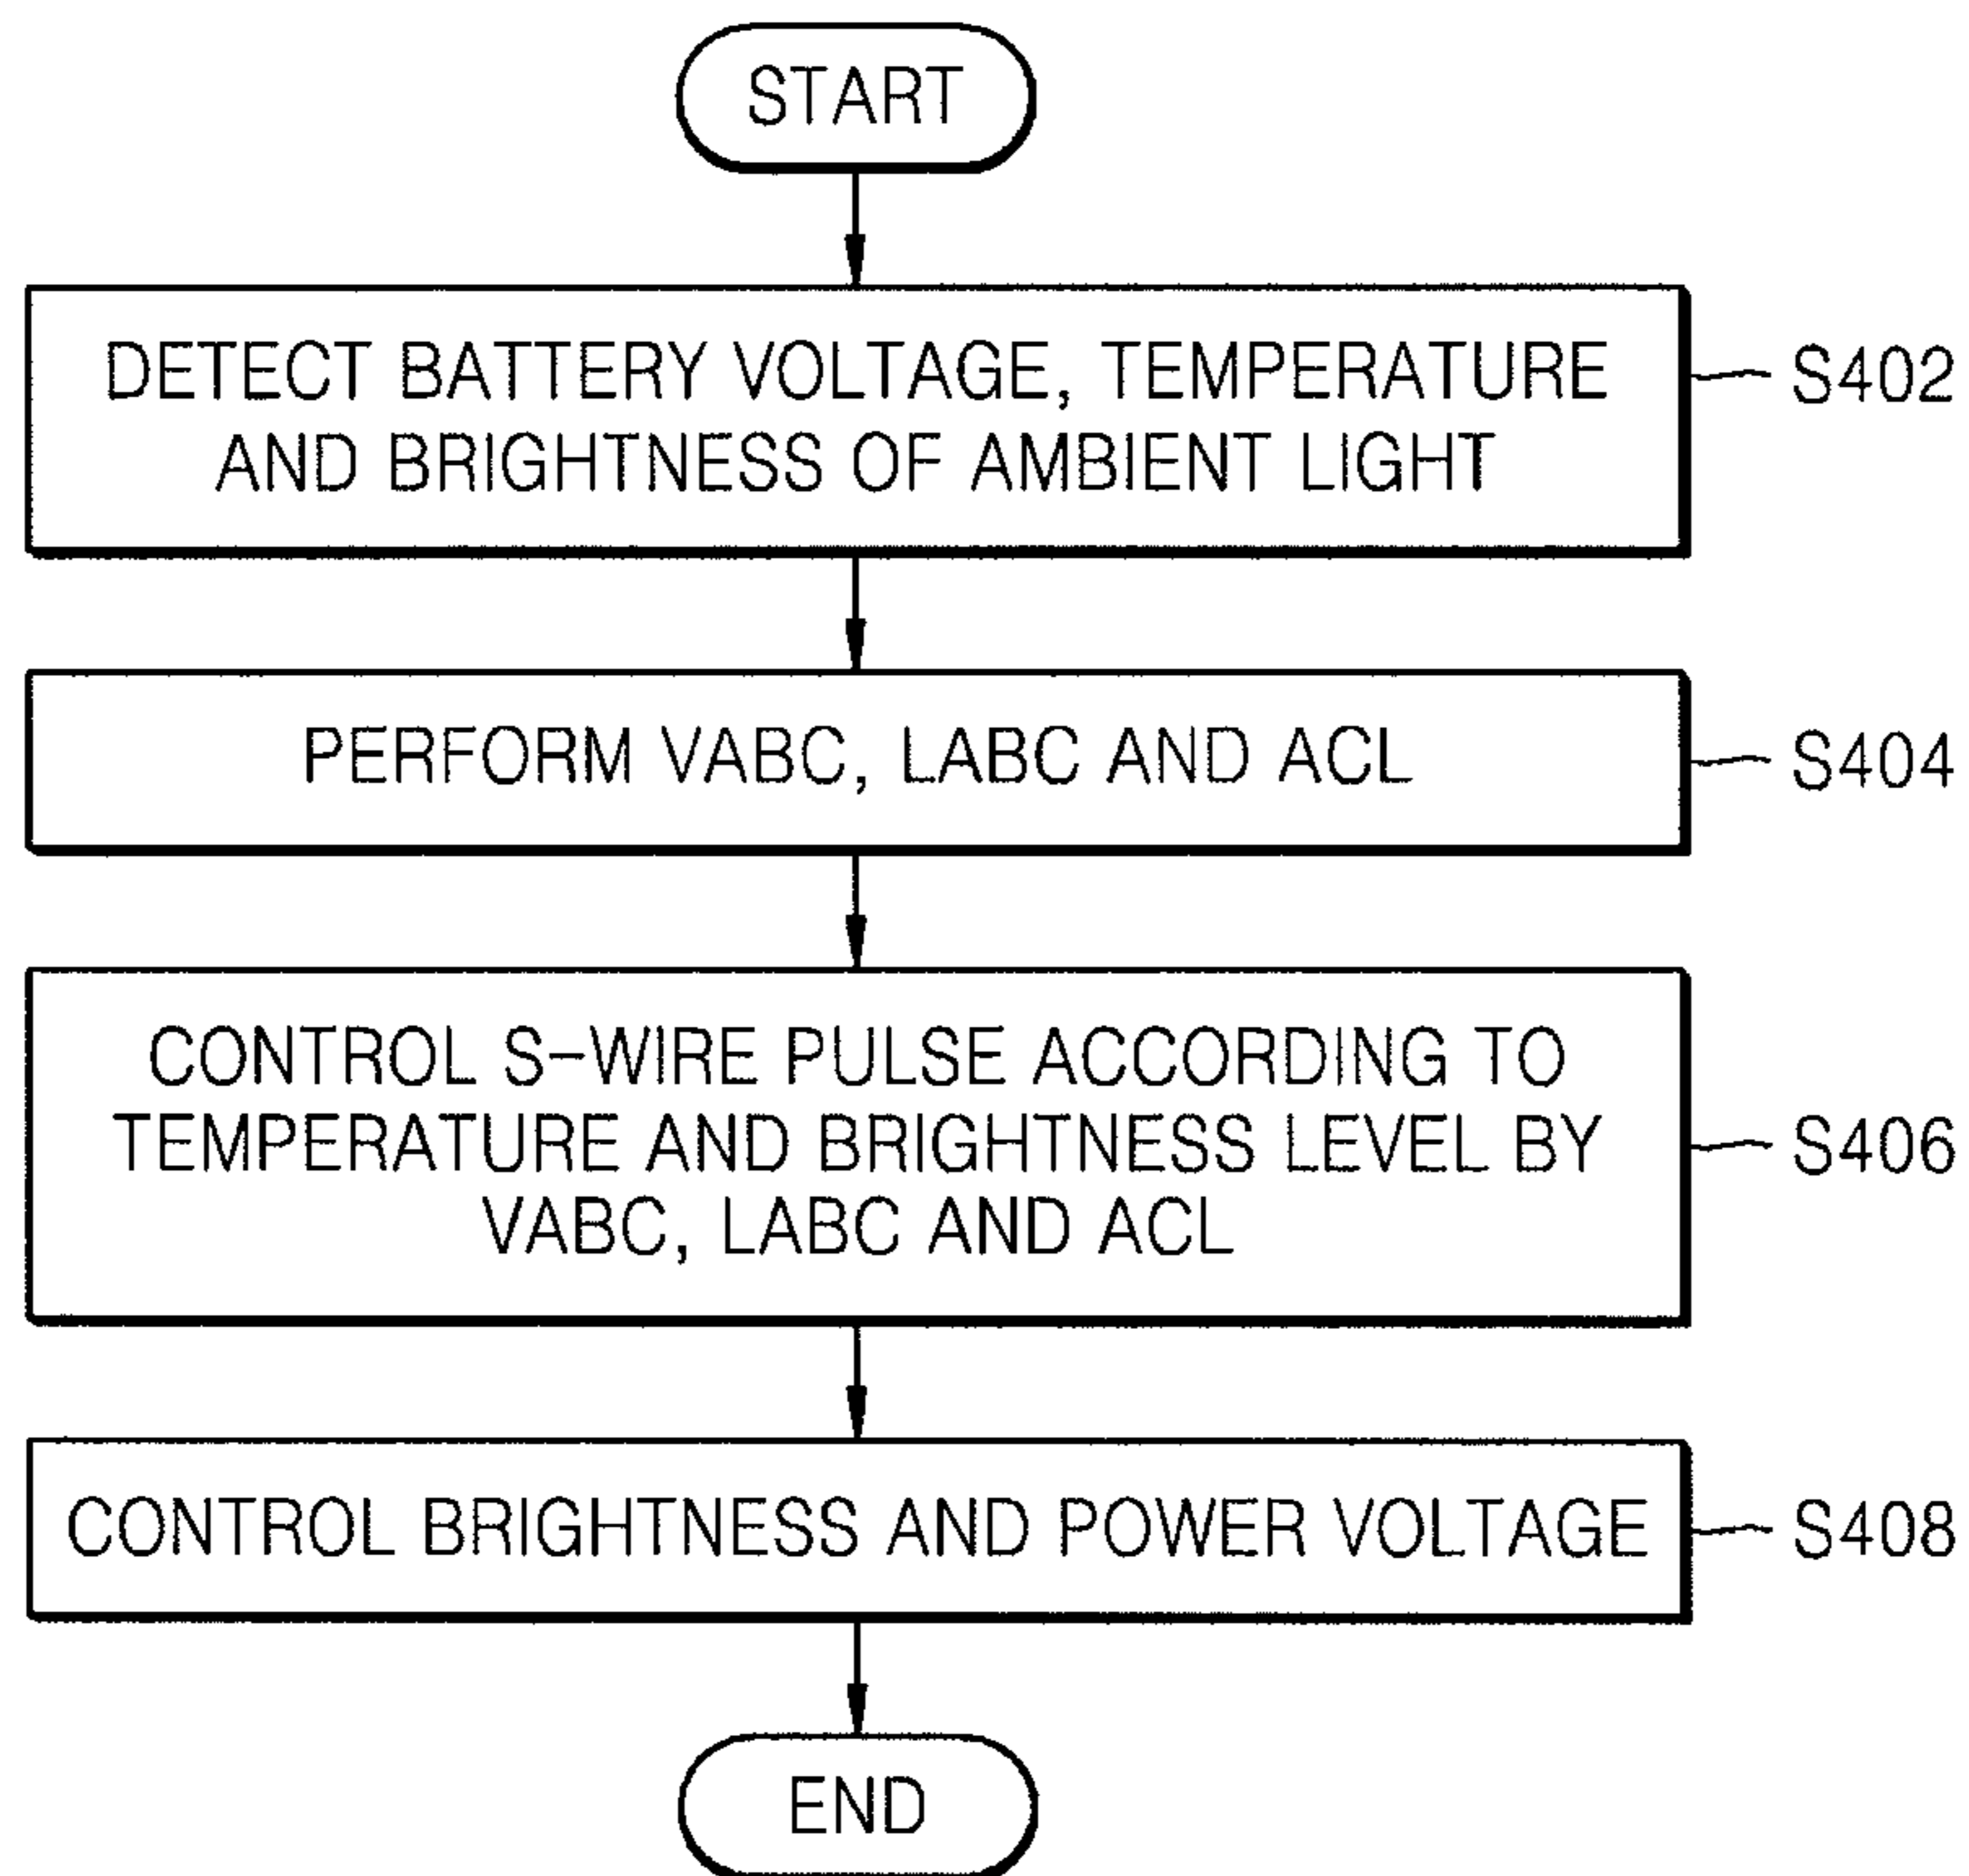 START
DETECT BATTERY VOLTAGE, TEMPERATURE
AND BRIGHTNESS OF AMBIENT LIGHT
S402
PERFORM VABC, LABC AND ACL
S404
CONTROL S-WIRE PULSE ACCORDING TO
TEMPERATURE AND BRIGHTNESS LEVEL BY
VABC, LABC AND ACL
S406
CONTROL BRIGHTNESS AND POWER VOLTAGE
S408
END